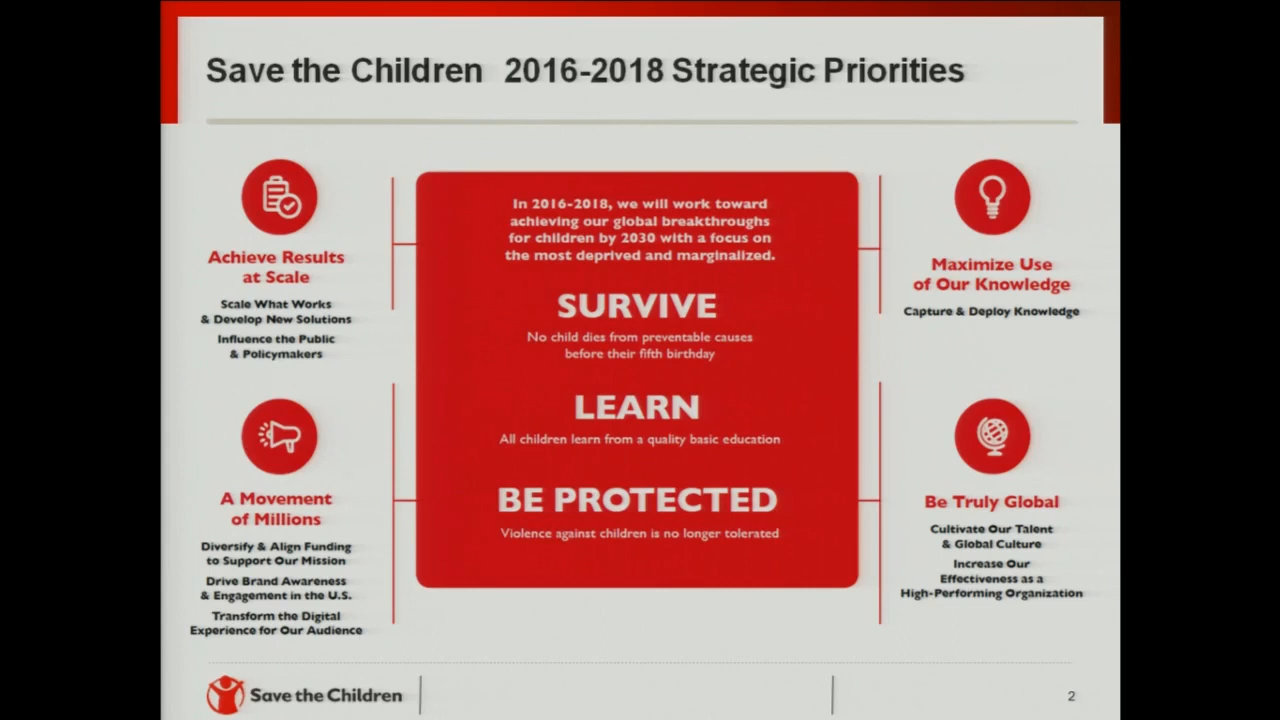 Save the Children 2016-2018 Strategic Priorities
Achieve Results
at Scale
Scale What Works
& Develop New Solutions
Influence the Public
& Policymakers
A Movement
of Millions
Diversify & Align Funding
to Support Our Mission
Drive Brand Awareness
& Engagement in the U.S.
Transform the Digital
Experience for Our Audience
In 2016-2018, we will work toward
achieving our global breakthroughs
for children by 2030 with a focus on
the most deprived and marginalized.
SURVIVE
No child dies from preventable causes
before their fifth birthday
LEARN
All children learn from a quality basic education
BE PROTECTED
Violence against children is no longer tolerated
Maximize Use
of Our Knowledge
Capture & Deploy Knowledge
Be Truly Global
Cultivate Our Talent
& Global Culture
Increase Our
Effectiveness as a
High-Performing Organization
Save the Children
2